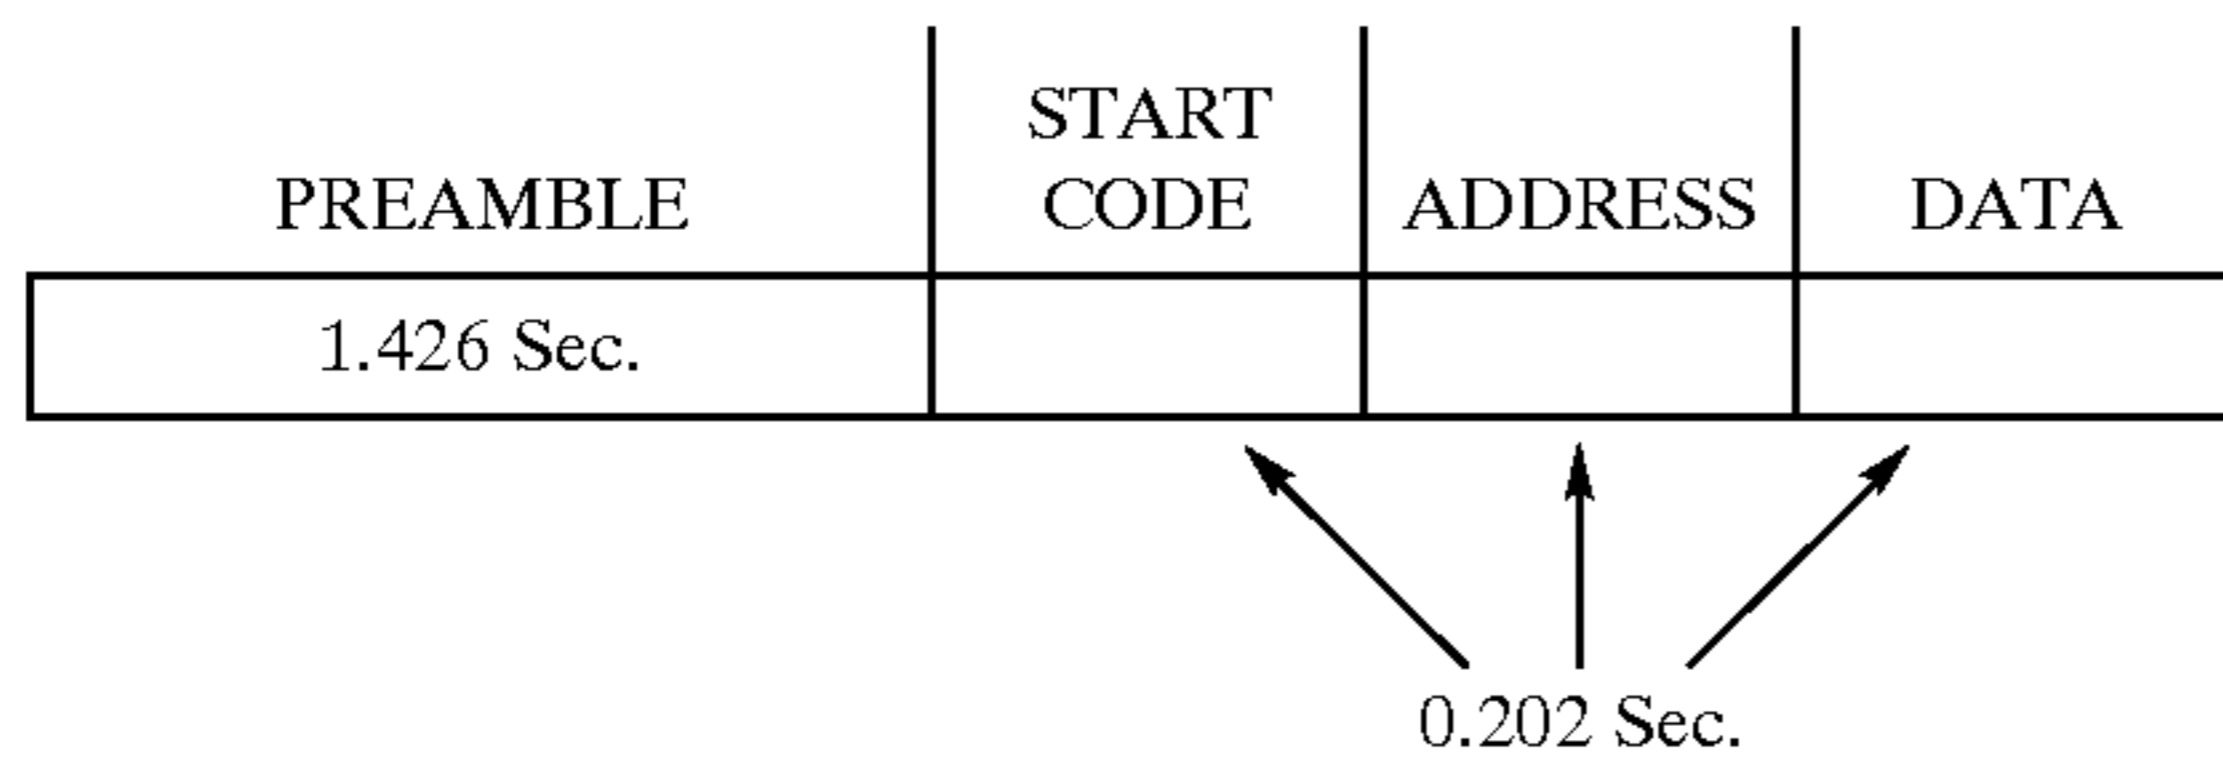 START
PREAMBLE CODE ADDRESS DATA
1.426 Sec.
0.202 Sec.